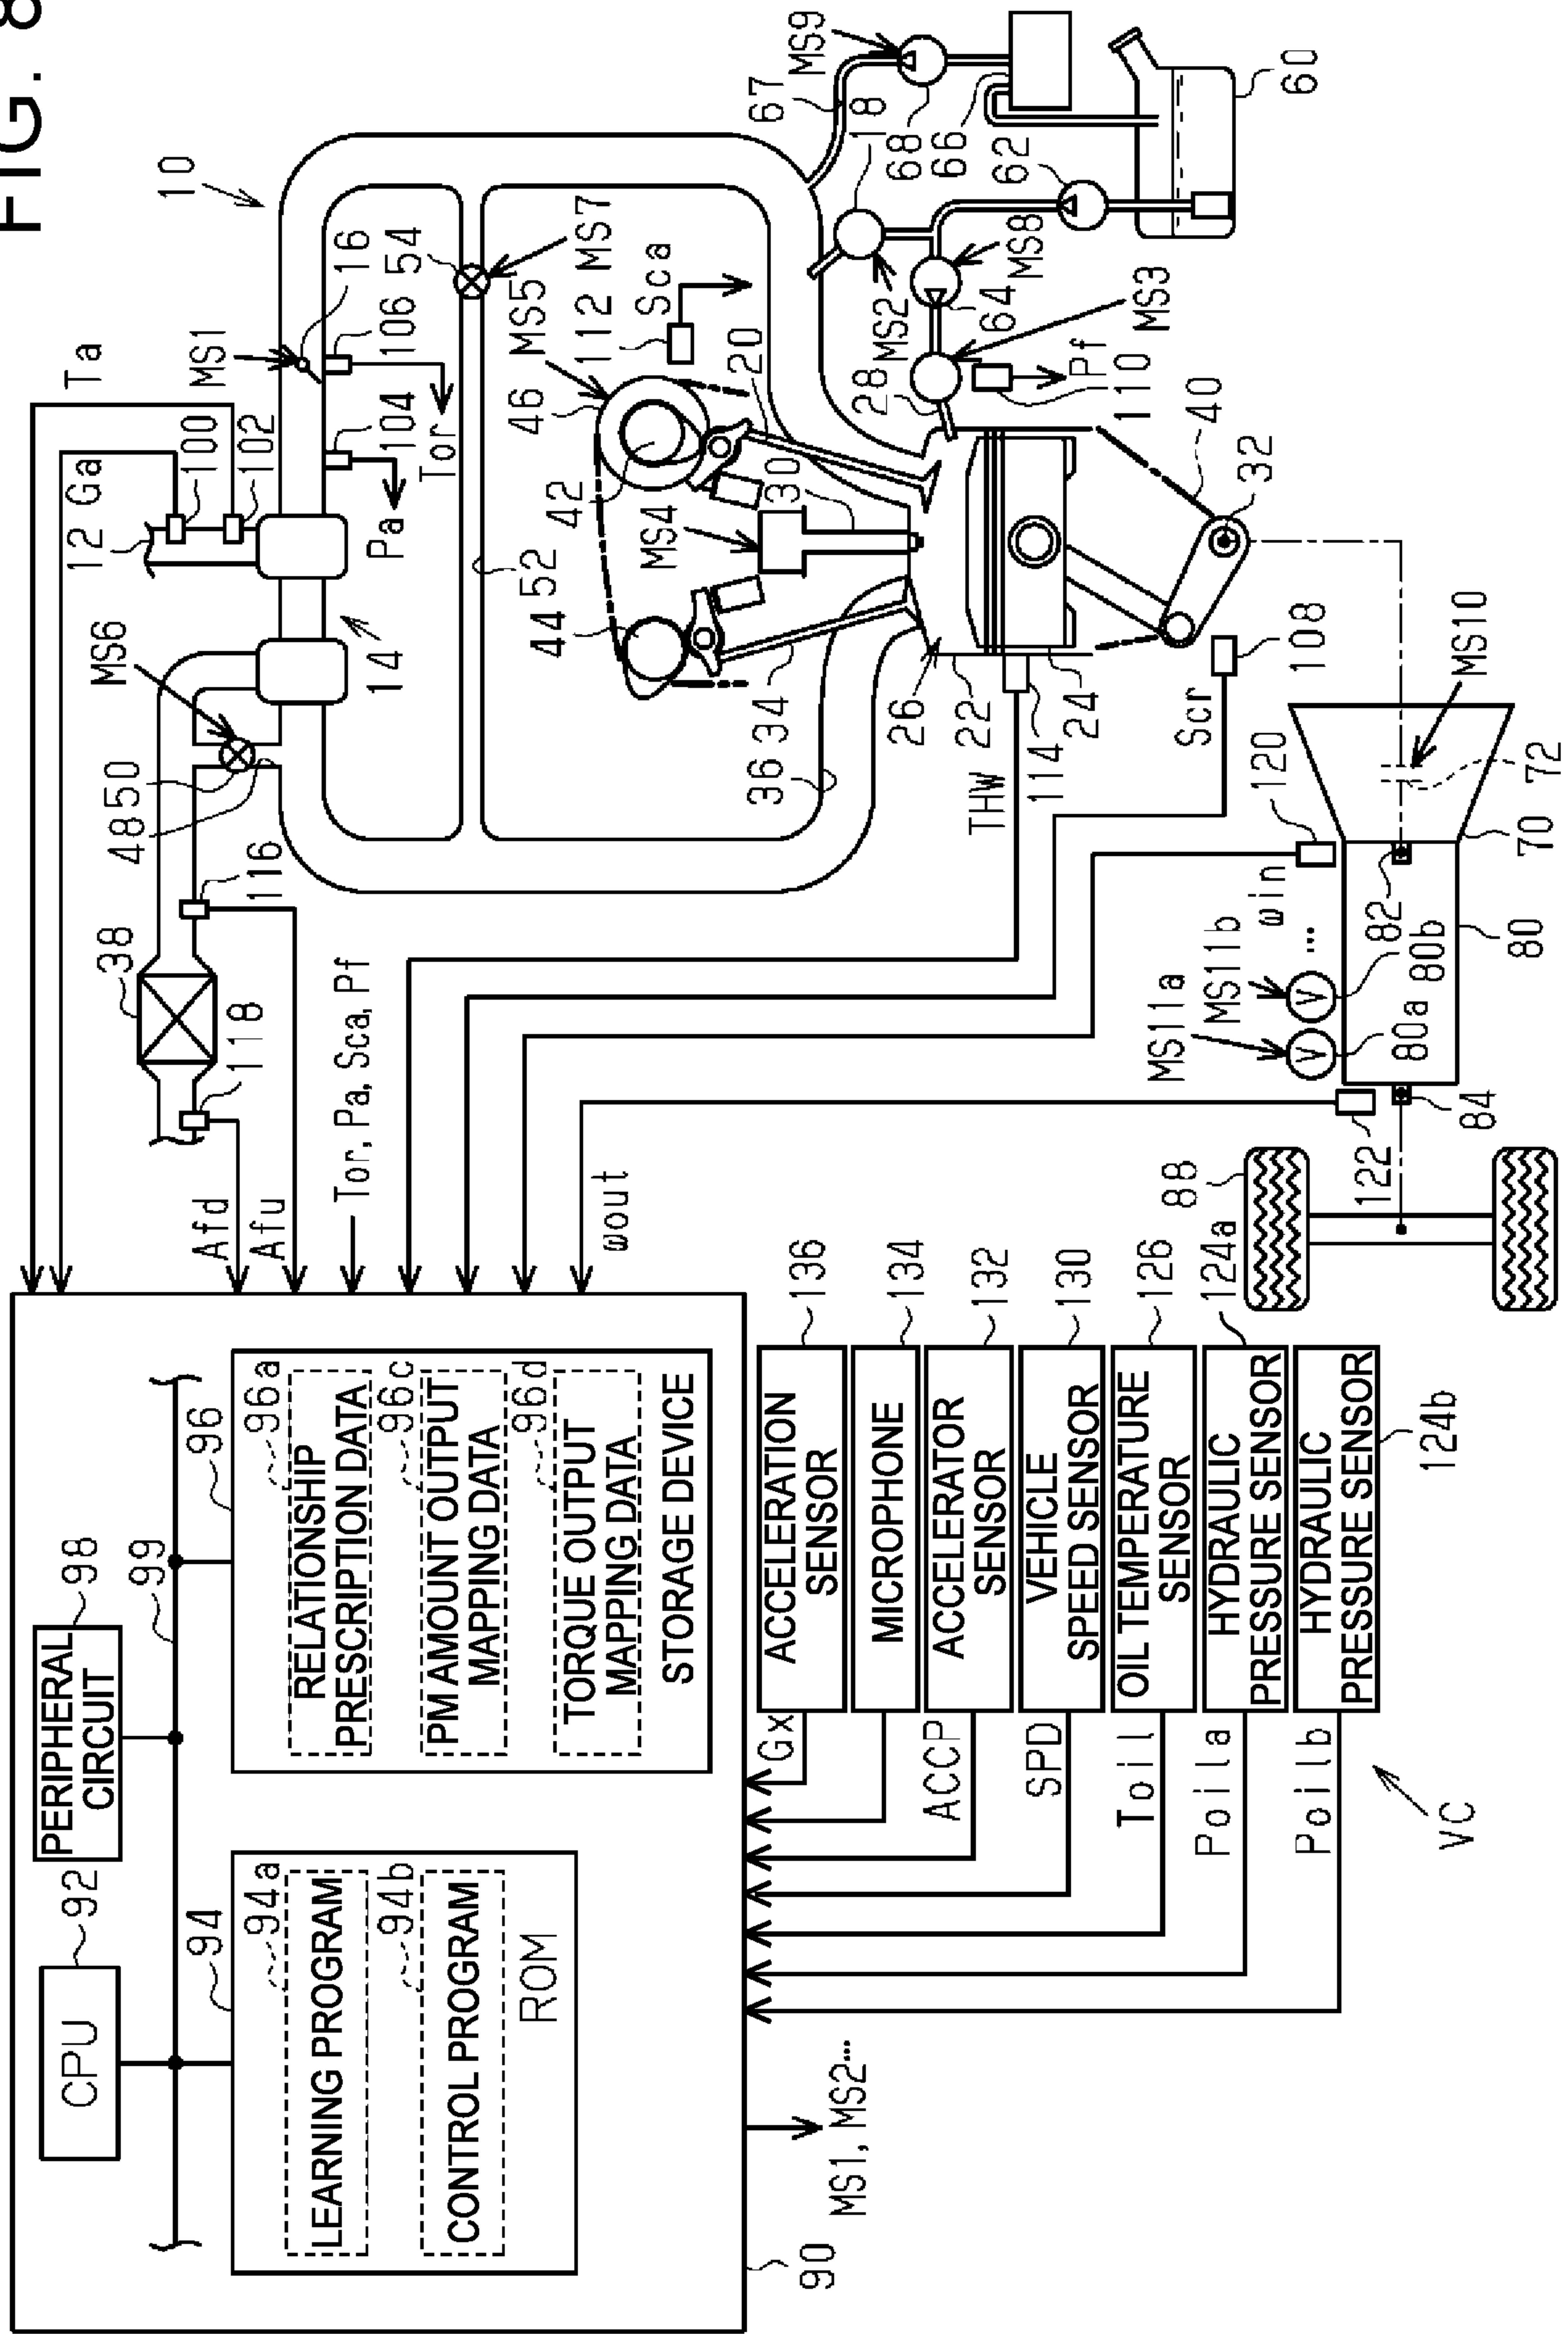 FIG. 8
10
Ta
Ga
12
100
102
MS1
16
106
104
Tor
Pa
54
MS7
14
MS6
50
48
116
38
118
Afd
Afu
Tor, Pa, Sca, Pf
52
MS5
46
112
Sca
42
44
MS4
30
20
34
36
26
22
24
114
THW
MS9
67
68
66
18
62
60
MS8
MS2
64
MS3
28
Pf
110
40
32
108
Scr
MS10
72
70
120
ωin
82
80
80b
80a
MS11b
MS11a
...
V
V
84
122
88
ωout
CPU
92
PERIPHERAL
CIRCUIT
98
99
94
94a
LEARNING PROGRAM
94b
CONTROL PROGRAM
ROM
96
96a
RELATIONSHIP
PRESCRIPTION DATA
96c
PM AMOUNT OUTPUT
MAPPING DATA
96d
TORQUE OUTPUT
MAPPING DATA
STORAGE DEVICE
90
MS1, MS2...
ACCELERATION
SENSOR
136
Gx
MICROPHONE
134
ACCELERATOR
SENSOR
132
ACCP
VEHICLE
SPEED SENSOR
130
SPD
OIL TEMPERATURE
SENSOR
126
Toil
HYDRAULIC
PRESSURE SENSOR
124a
Poila
HYDRAULIC
PRESSURE SENSOR
124b
Poilb
VC